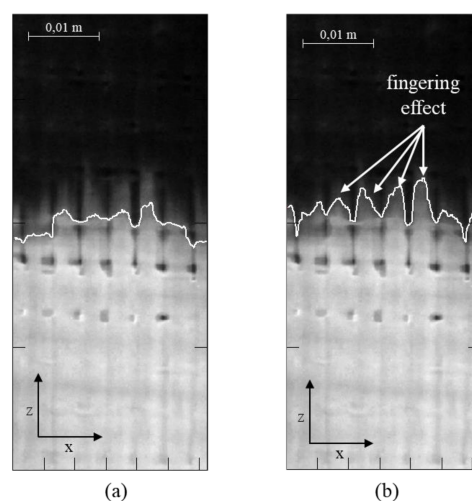 0,01 m
0,01 m
fingering
effect
z
x
z
x
(a)
(b)